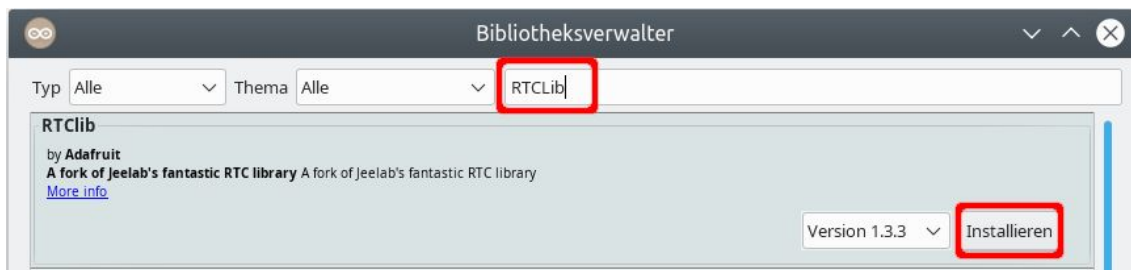 Bibliotheksverwalter
Typ Alle Thema Alle RTCLib
RTClib
by Adafruit
A fork of Jeelab's fantastic RTC library A fork of Jeelab's fantastic RTC library
More info
Version 1.3.3 Installieren